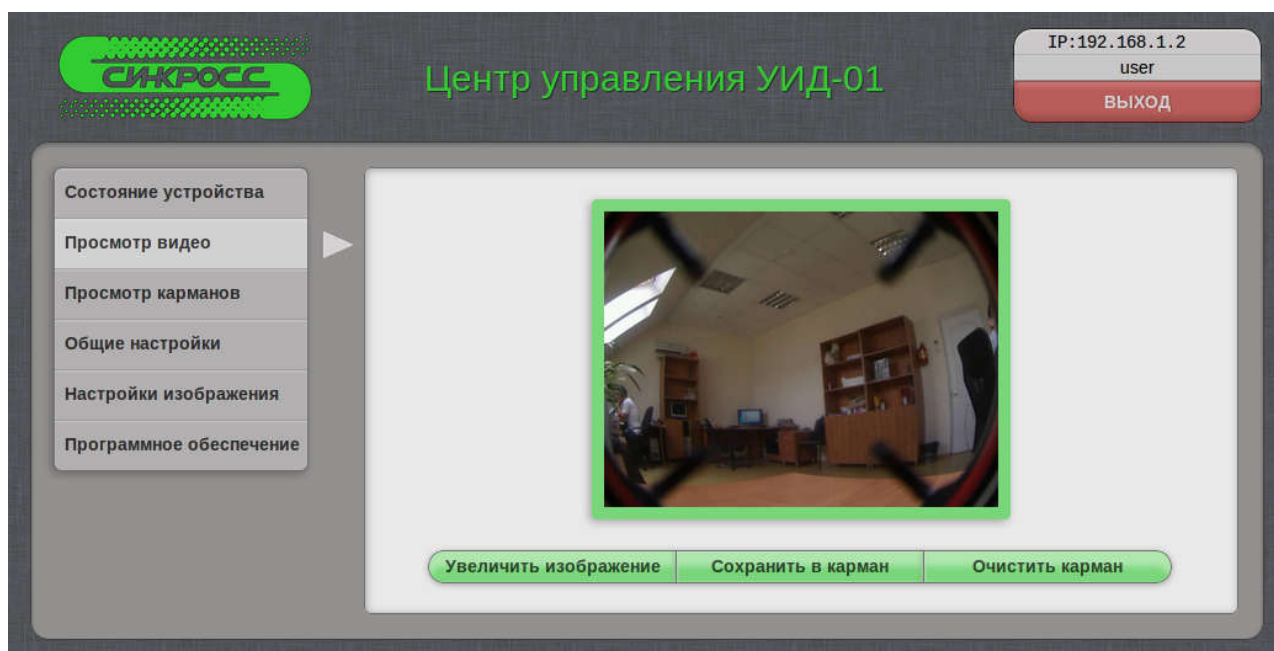 СИНКРОСС
Центр управления УИД-01
IP:192.168.1.2
user
ВЫХОД
Состояние устройства
Просмотр видео
Просмотр карманов
Общие настройки
Настройки изображения
Программное обеспечение
Увеличить изображение
Сохранить в карман
Очистить карман